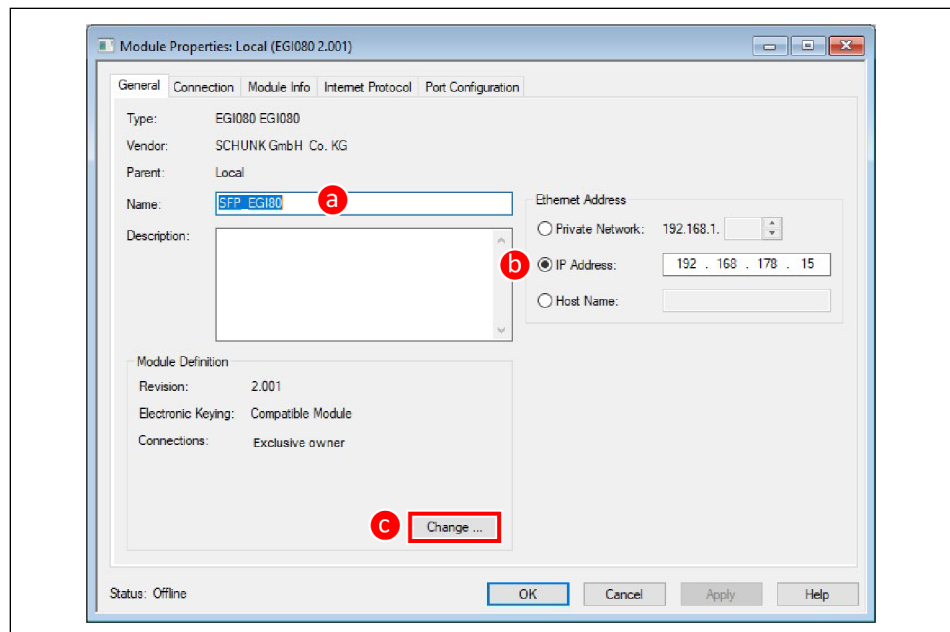 Module Properties: Local (EGI080 2.001)
General Connection Module Info Internet Protocol Port Configuration
Type: EGI080 EGI080
Vendor: SCHUNK GmbH Co. KG
Parent: Local
Name: SFP_EGI80 a
Description:
Ethernet Address
Private Network: 192.168.1.
b IP Address: 192 . 168 . 178 . 15
Host Name:
Module Definition
Revision: 2.001
Electronic Keying: Compatible Module
Connections: Exclusive owner
c Change ...
Status: Offline OK Cancel Apply Help